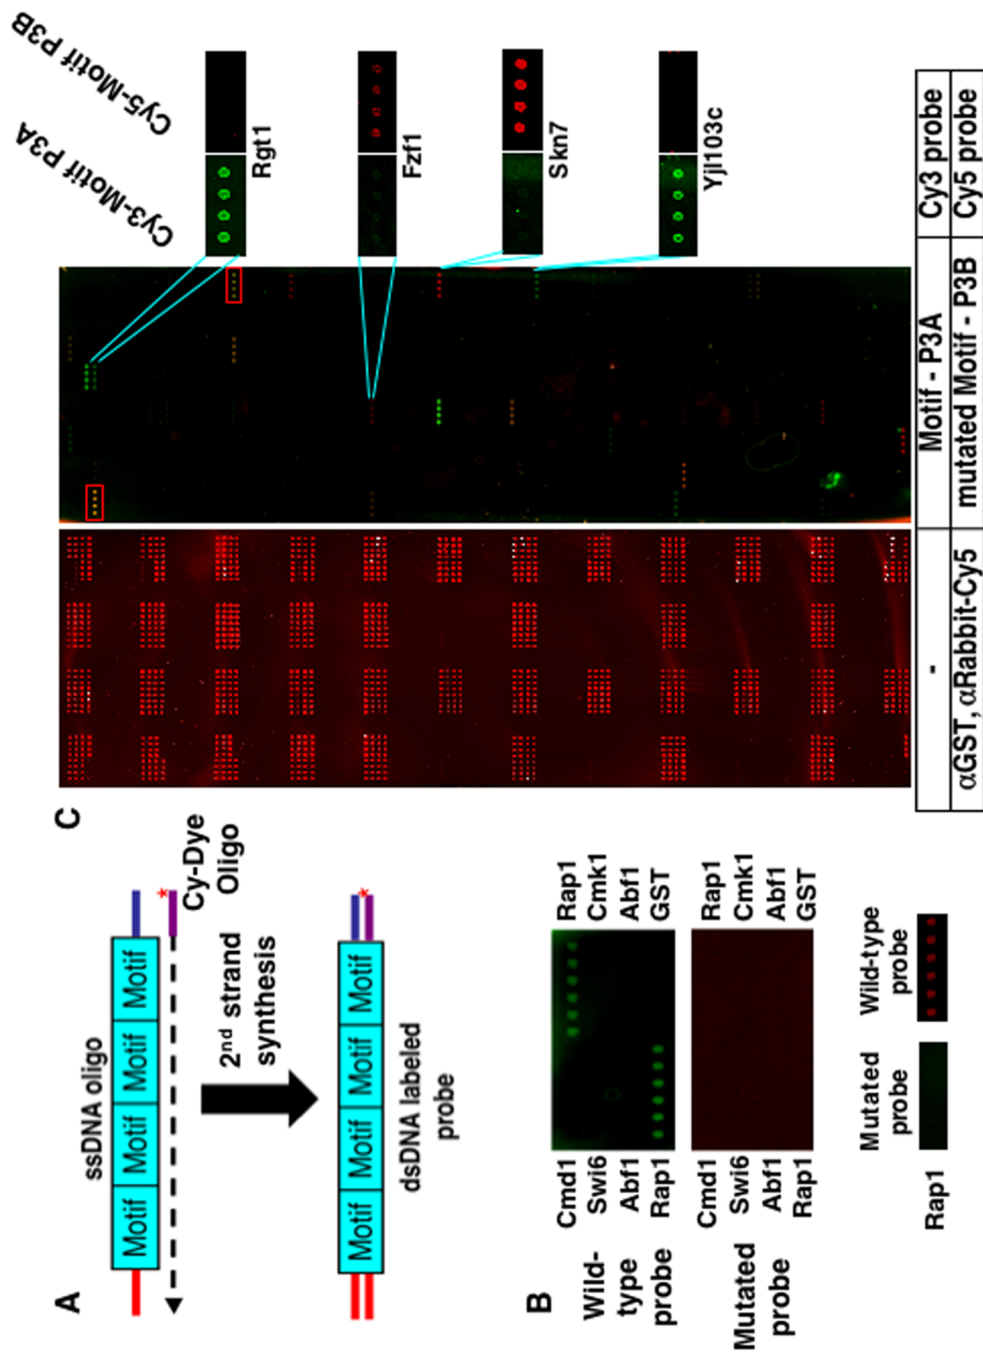 A
ssDNA oligo
Motif Motif Motif Motif
*
Cy-Dye
Oligo
2nd strand
synthesis
Motif Motif Motif Motif
*
dsDNA labeled
probe
B
Wild-
type
probe
Cmd1
Swi6
Abf1
Rap1
Rap1
Cmk1
Abf1
GST
Mutated
probe
Cmd1
Swi6
Abf1
Rap1
Rap1
Cmk1
Abf1
GST
Mutated
probe
Wild-type
probe
Rap1
C
Cy3-Motif P3A
Cy5-Motif P3B
Rgt1
Fzf1
Skn7
Yjl103c
- Motif - P3A Cy3 probe
αGST, αRabbit-Cy5 mutated Motif - P3B Cy5 probe